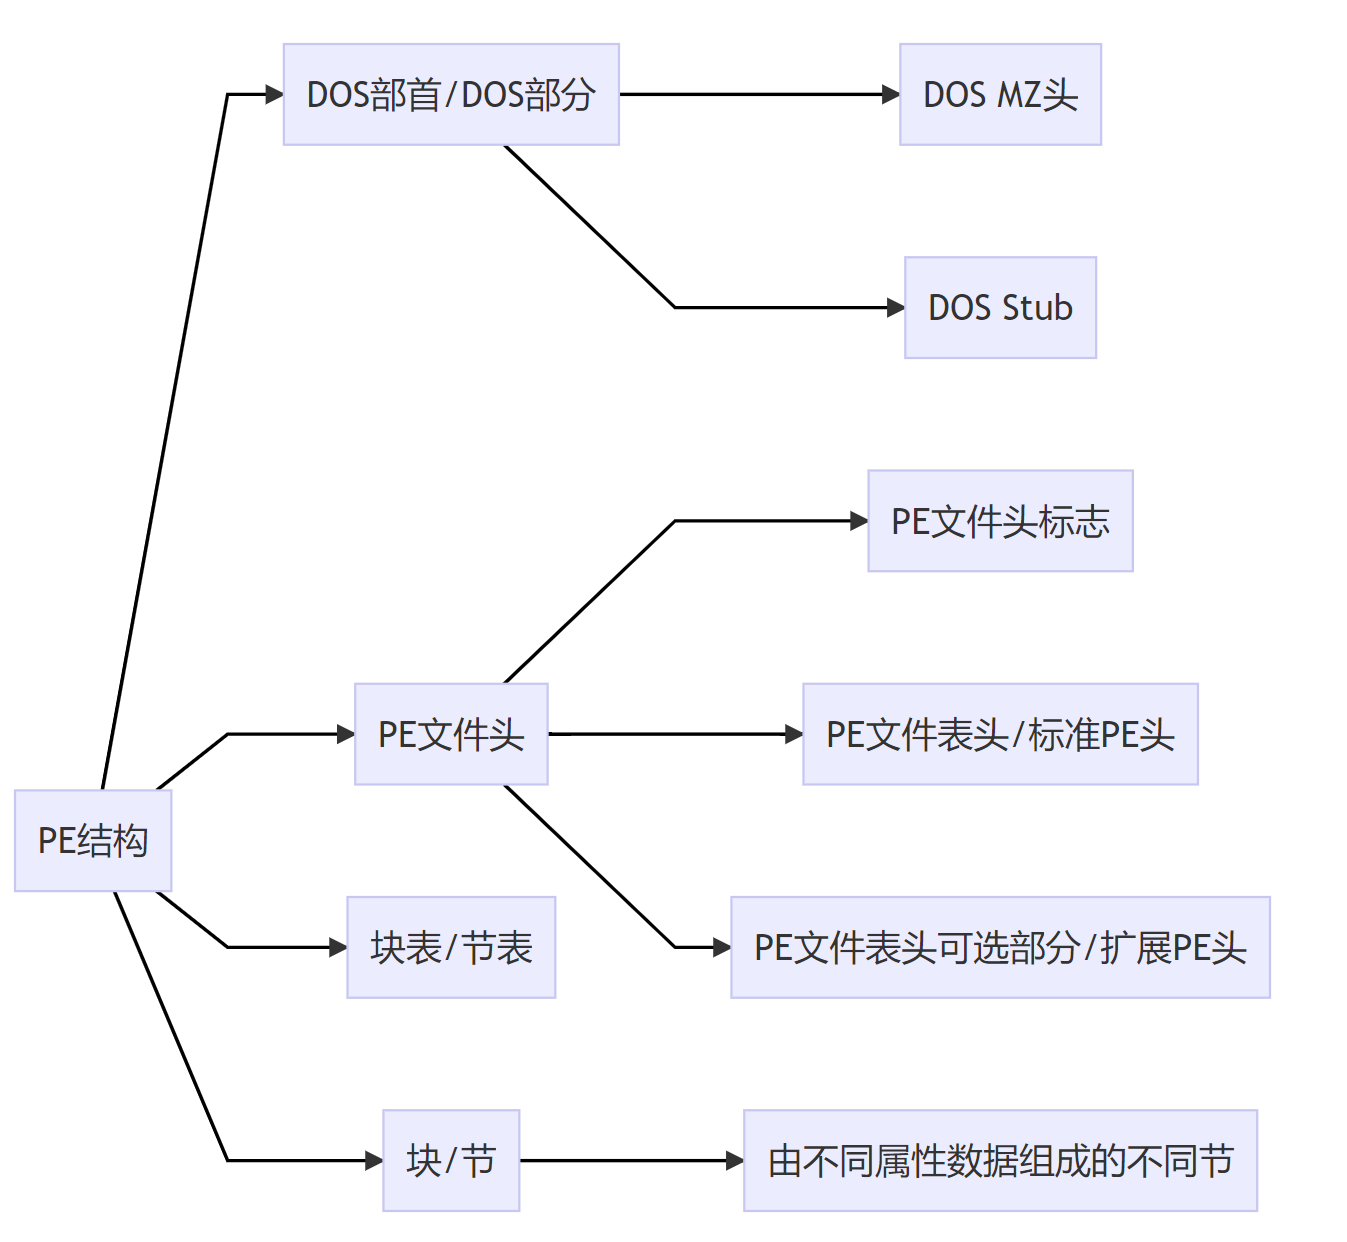 DOS部首/DOS部分
DOS MZ头
DOS Stub
PE文件头标志
PE文件头
PE文件表头/标准PE头
PE结构
块表/节表
PE文件表头可选部分/扩展PE头
块/节
由不同属性数据组成的不同节